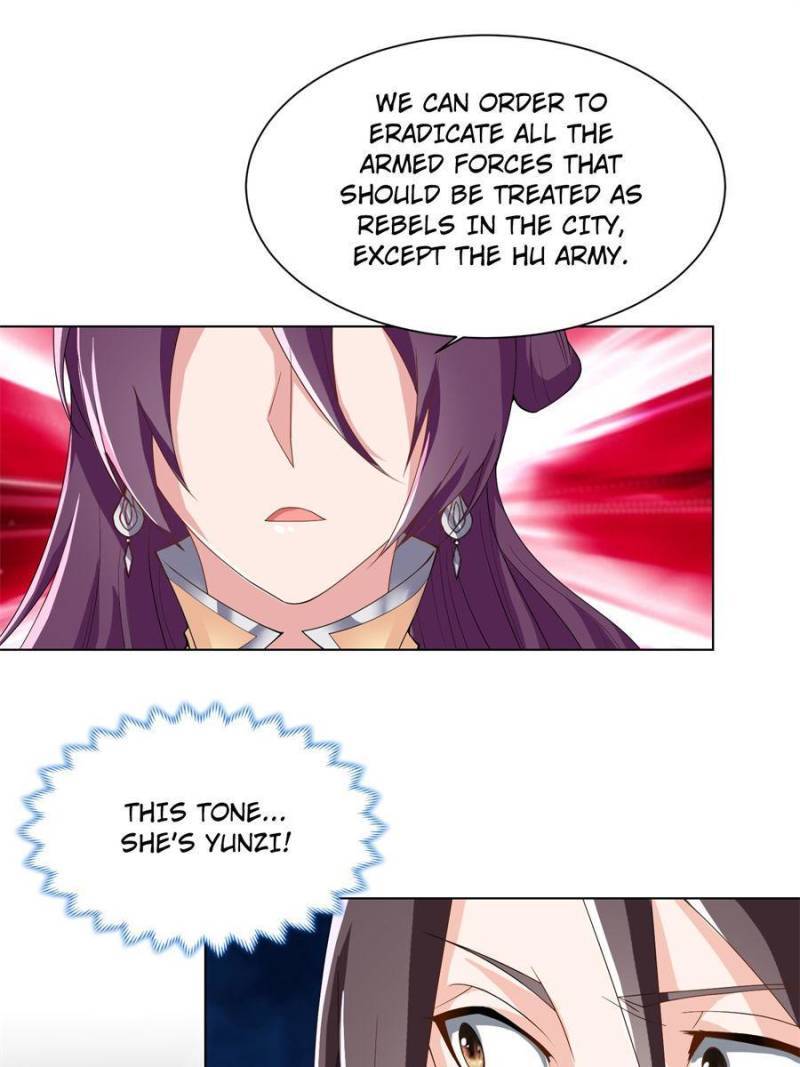 WE CAN ORDER TO
ERADICATE ALL THE
ARMED FORCES THAT
SHOULD BE TREATED AS
REBELS IN THE CITY,
EXCEPT THE HU ARMY.
THIS TONE...
SHE'S YUNZI!